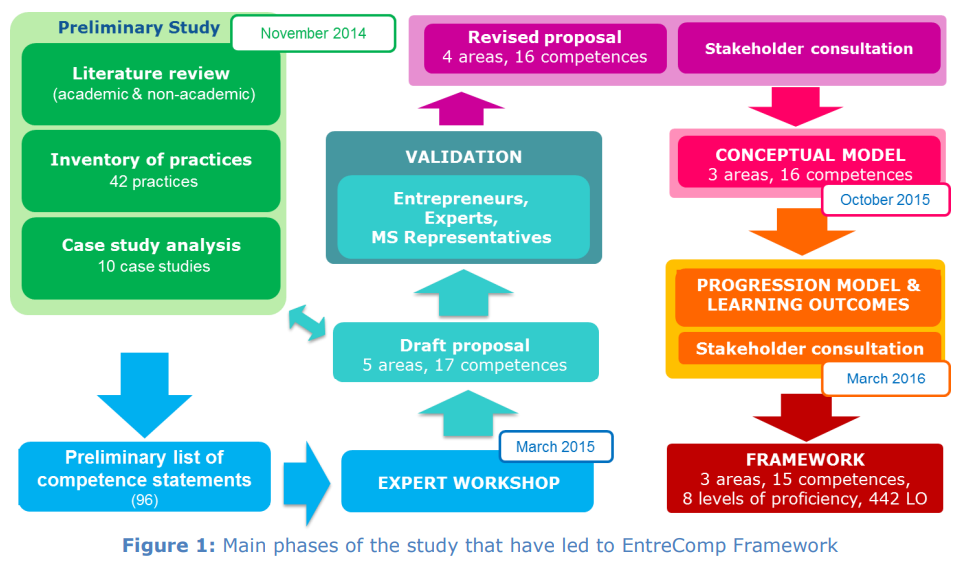 Preliminary Study
November 2014
Literature review
(academic & non-academic)
Inventory of practices
42 practices
Case study analysis
10 case studies
Preliminary list of
competence statements
(96)
EXPERT WORKSHOP
March 2015
Draft proposal
5 areas, 17 competences
VALIDATION
Entrepreneurs,
Experts,
MS Representatives
Revised proposal
4 areas, 16 competences
Stakeholder consultation
CONCEPTUAL MODEL
3 areas, 16 competences
October 2015
PROGRESSION MODEL &
LEARNING OUTCOMES
Stakeholder consultation
March 2016
FRAMEWORK
3 areas, 15 competences,
8 levels of proficiency, 442 LO
Figure 1: Main phases of the study that have led to EntreComp Framework